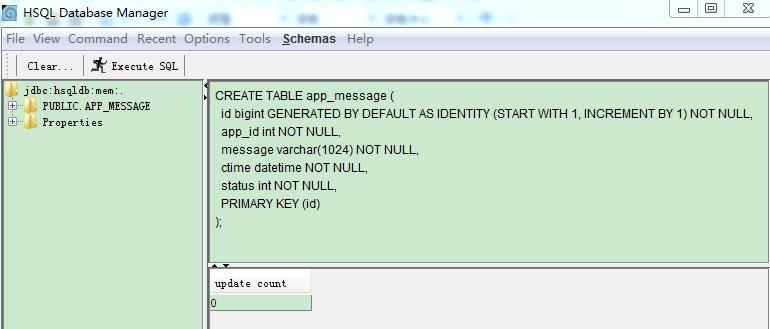 HSQL Database Manager
File View Command Recent Options Tools Schemas Help
Clear... Execute SQL
jdbc:hsqldb:mem:.
PUBLIC.APP_MESSAGE
Properties
CREATE TABLE app_message (
id bigint GENERATED BY DEFAULT AS IDENTITY (START WITH 1, INCREMENT BY 1) NOT NULL,
app_id int NOT NULL,
message varchar(1024) NOT NULL,
ctime datetime NOT NULL,
status int NOT NULL,
PRIMARY KEY (id)
);
update count
0